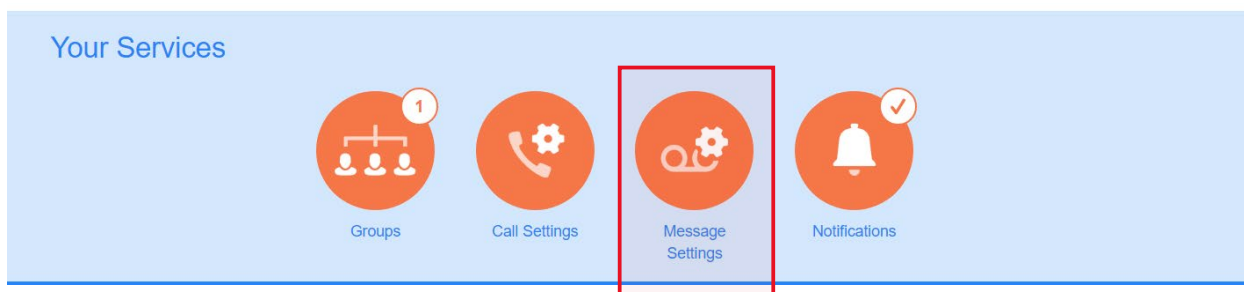 Your Services
1
Groups
Call Settings
Message
Settings
Notifications